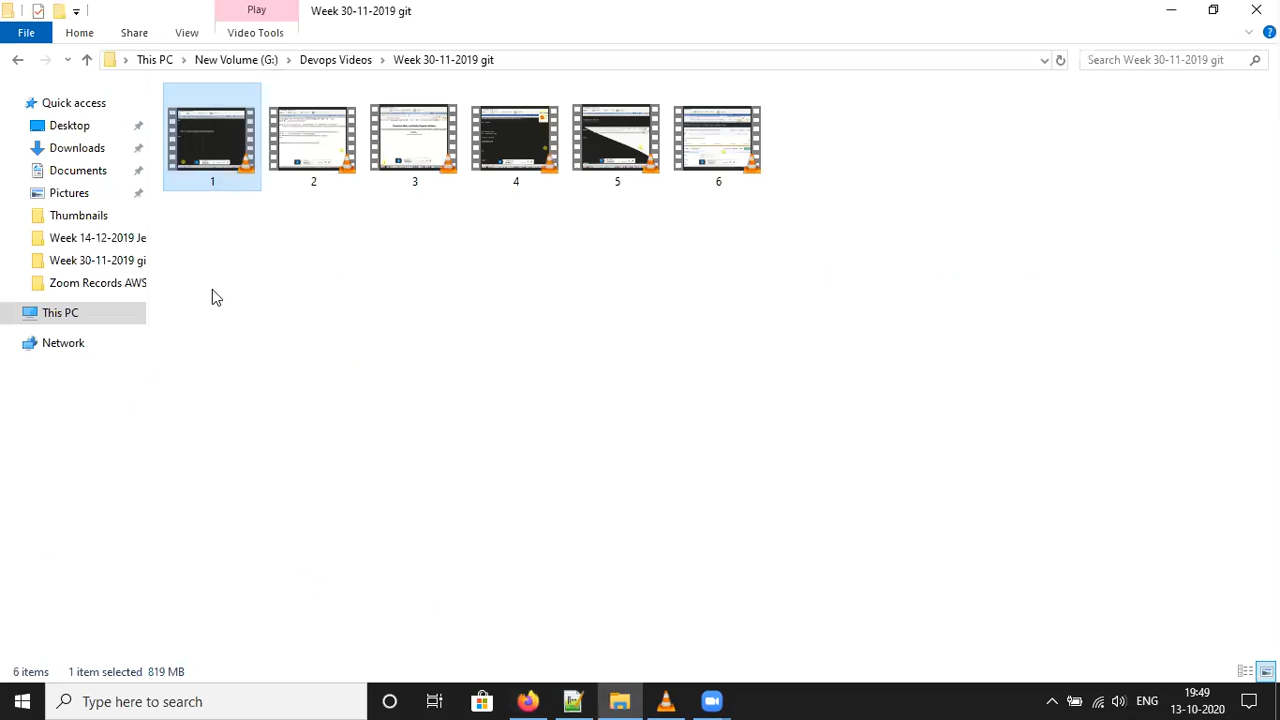 Play
Week 30-11-2019 git
File
Home
Share
View
Video Tools
This PC
New Volume (G:)
Devops Videos
Week 30-11-2019 git
Search Week 30-11-2019 git
Quick access
Desktop
Downloads
Documents
Pictures
Thumbnails
Week 14-12-2019 Je
Week 30-11-2019 gi
Zoom Records AWS
This PC
Network
1
2
3
4
5
6
6 items
1 item selected 819 MB
Type here to search
ENG
19:49
13-10-2020